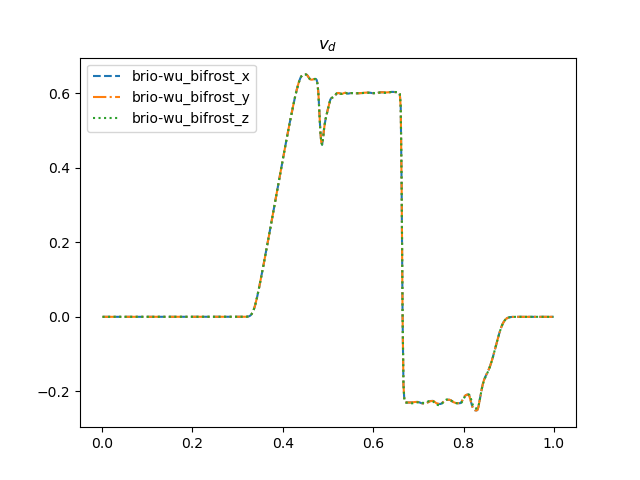 v_d
brio-wu_bifrost_x
brio-wu_bifrost_y
brio-wu_bifrost_z
0.6
0.4
0.2
0.0
−0.2
0.0 0.2 0.4 0.6 0.8 1.0